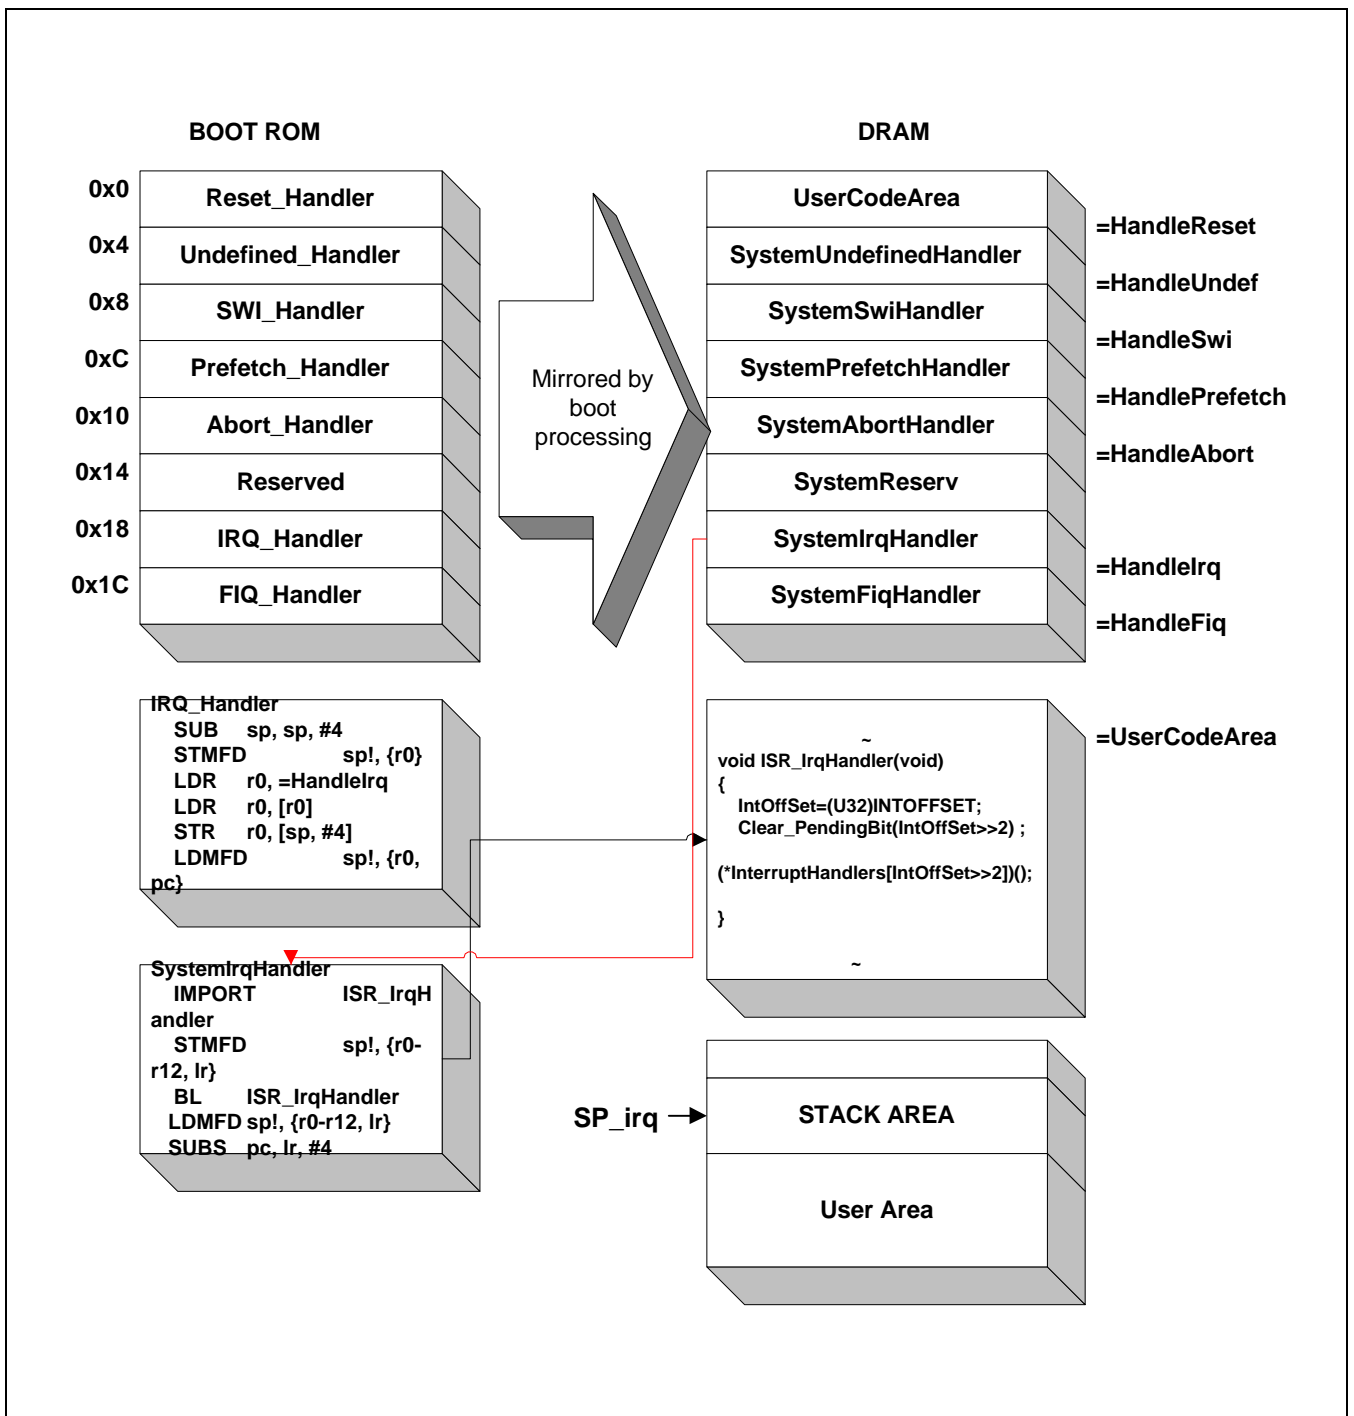 BOOT ROM
DRAM
0x0
Reset_Handler
0x4
Undefined_Handler
0x8
SWI_Handler
0xC
Prefetch_Handler
0x10
Abort_Handler
0x14
Reserved
0x18
IRQ_Handler
0x1C
FIQ_Handler
Mirrored by
boot
processing
UserCodeArea
=HandleReset
SystemUndefinedHandler
=HandleUndef
SystemSwiHandler
=HandleSwi
SystemPrefetchHandler
=HandlePrefetch
SystemAbortHandler
=HandleAbort
SystemReserv
SystemIrqHandler
=HandleIrq
SystemFiqHandler
=HandleFiq
IRQ_Handler
SUB sp, sp, #4
STMFD sp!, {r0}
LDR r0, =HandleIrq
LDR r0, [r0]
STR r0, [sp, #4]
LDMFD sp!, {r0,
pc}
=UserCodeArea
~
void ISR_IrqHandler(void)
{
IntOffSet=(U32)INTOFFSET;
Clear_PendingBit(IntOffSet>>2) ;
(*InterruptHandlers[IntOffSet>>2])();
}
~
SystemIrqHandler
IMPORT ISR_IrqH
andler
STMFD sp!, {r0-
r12, lr}
BL ISR_IrqHandler
LDMFD sp!, {r0-r12, lr}
SUBS pc, lr, #4
SP_irq
STACK AREA
User Area